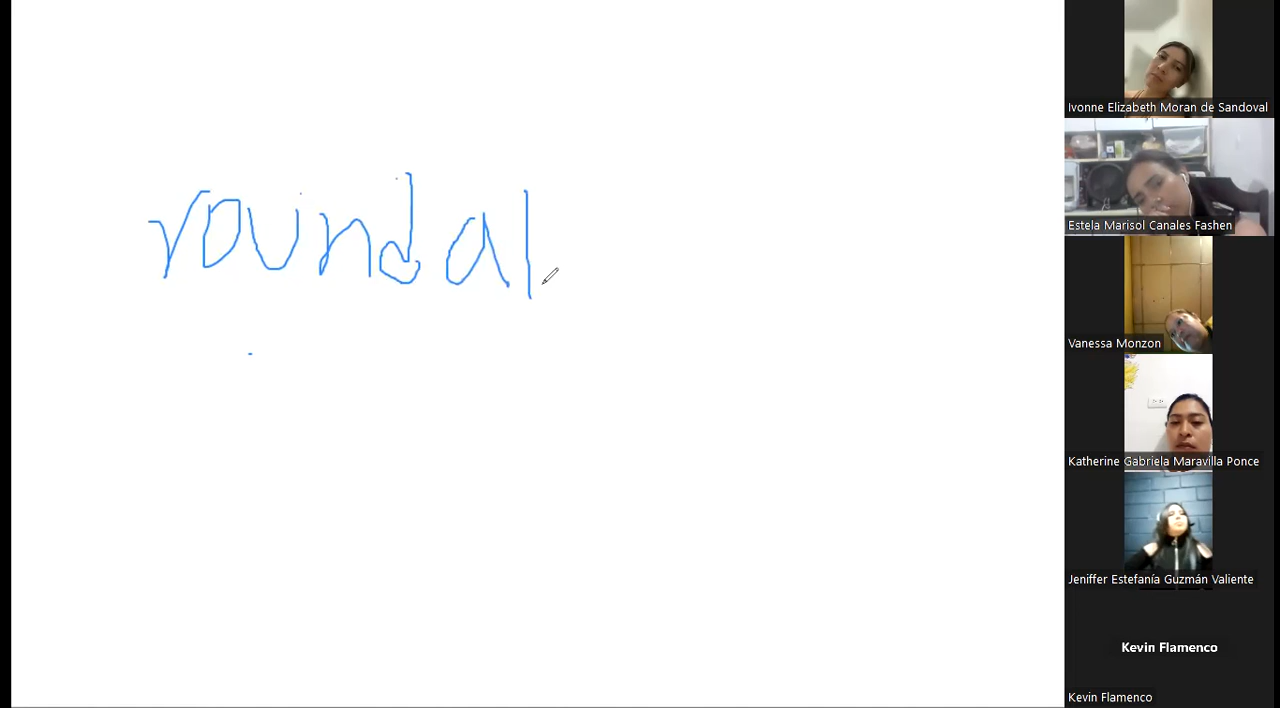 round al
Ivonne Elizabeth Moran de Sandoval
Estela Marisol Canales Fashen
Vanessa Monzon
Katherine Gabriela Maravilla Ponce
Jeniffer Estefanía Guzmán Valiente
Kevin Flamenco
Kevin Flamenco